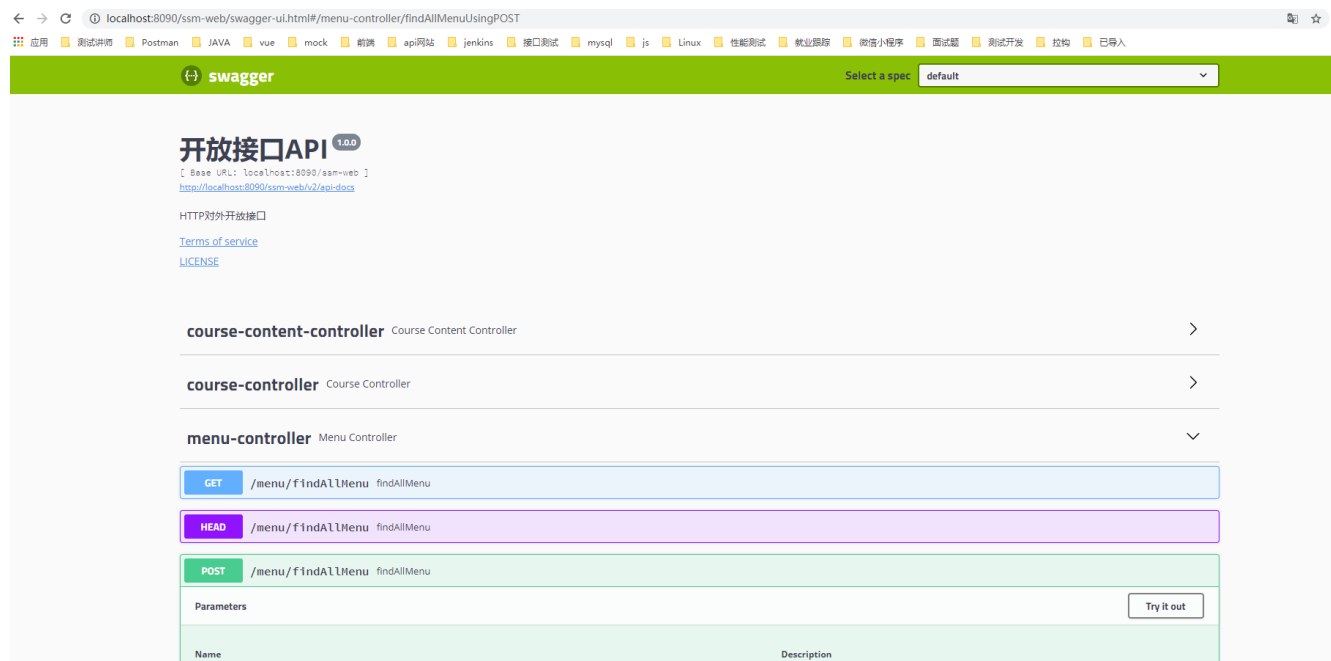 localhost:8090/ssm-web/swagger-ui.html#/menu-controller/findAllMenuUsingPOST
应用 测试讲师 Postman JAVA vue mock 前端 api网站 jenkins 接口测试 mysql js Linux 性能测试 就业跟踪 微信小程序 面试题 测试开发 拉钩 已导入
{··} swagger Select a spec default
开放接口API 1.0.0
[ Base URL: localhost:8090/ssm-web ]
http://localhost:8090/ssm-web/v2/api-docs
HTTP对外开放接口
Terms of service
LICENSE
course-content-controller Course Content Controller
course-controller Course Controller
menu-controller Menu Controller
GET /menu/findAllMenu findAllMenu
HEAD /menu/findAllMenu findAllMenu
POST /menu/findAllMenu findAllMenu
Parameters Try it out
Name Description